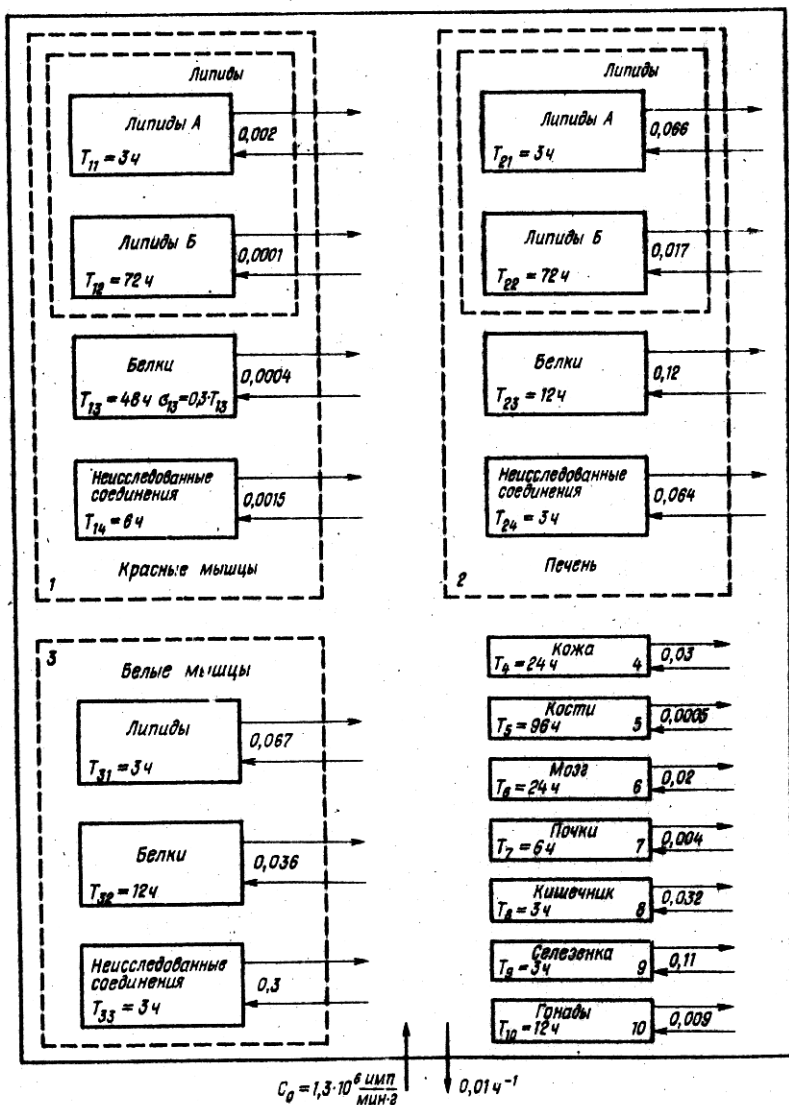 Липиды
Липиды А
0,002
T₁₁ = 3 ч
Липиды Б
0,0001
T₁₂ = 72 ч
Белки
0,0004
T₁₃ = 48 ч σ₁₃=0,3·T₁₃
Неисследованные
соединения
0,0015
T₁₄ = 6 ч
1
Красные мышцы
Липиды
Липиды А
0,066
T₂₁ = 3 ч
Липиды Б
0,017
T₂₂ = 72 ч
Белки
0,12
T₂₃ = 12 ч
Неисследованные
соединения
0,064
T₂₄ = 3 ч
2
Печень
3
Белые мышцы
Липиды
0,067
T₃₁ = 3 ч
Белки
0,036
T₃₂ = 12 ч
Неисследованные
соединения
0,3
T₃₃ = 3 ч
Кожа
T₄ = 24 ч 4 0,03
Кости
T₅ = 96 ч 5 0,0005
Мозг
T₆ = 24 ч 6 0,02
Почки
T₇ = 6 ч 7 0,004
Кишечник
T₈ = 3 ч 8 0,032
Селезенка
T₉ = 3 ч 9 0,11
Гонады
T₁₀ = 12 ч 10 0,009
C₀ = 1,3·10⁶ имп/мин·г
0,01 ч⁻¹